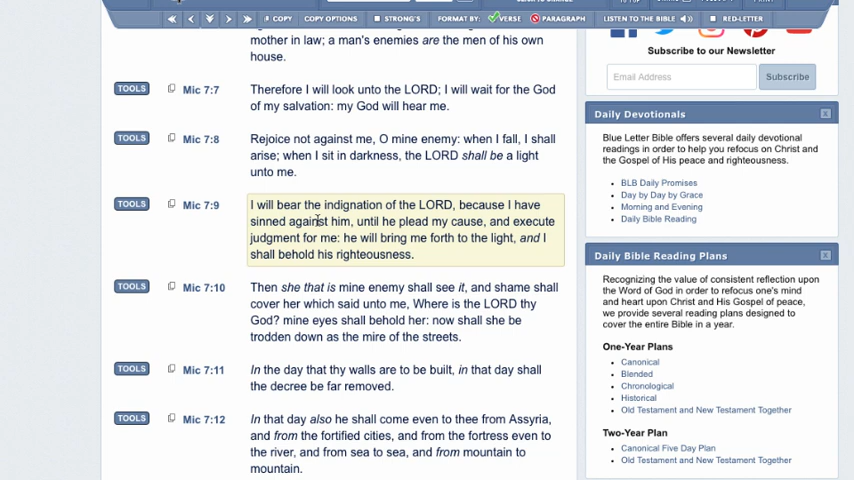 COPY COPY OPTIONS STRONG'S FORMAT BY: VERSE PARAGRAPH LISTEN TO THE BIBLE RED-LETTER
mother in law; a man's enemies are the men of his own
house.
TOOLS Mic 7:7 Therefore I will look unto the LORD; I will wait for the God
of my salvation: my God will hear me.
TOOLS Mic 7:8 Rejoice not against me, O mine enemy: when I fall, I shall
arise; when I sit in darkness, the LORD shall be a light
unto me.
TOOLS Mic 7:9 I will bear the indignation of the LORD, because I have
sinned against him, until he plead my cause, and execute
judgment for me: he will bring me forth to the light, and I
shall behold his righteousness.
TOOLS Mic 7:10 Then she that is mine enemy shall see it, and shame shall
cover her which said unto me, Where is the LORD thy
God? mine eyes shall behold her: now shall she be
trodden down as the mire of the streets.
TOOLS Mic 7:11 In the day that thy walls are to be built, in that day shall
the decree be far removed.
TOOLS Mic 7:12 In that day also he shall come even to thee from Assyria,
and from the fortified cities, and from the fortress even to
the river, and from sea to sea, and from mountain to
mountain.
Subscribe to our Newsletter
Email Address Subscribe
Daily Devotionals x
Blue Letter Bible offers several daily devotional
readings in order to help you refocus on Christ and
the Gospel of His peace and righteousness.
BLB Daily Promises
Day by Day by Grace
Morning and Evening
Daily Bible Reading
Daily Bible Reading Plans x
Recognizing the value of consistent reflection upon
the Word of God in order to refocus one's mind
and heart upon Christ and His Gospel of peace,
we provide several reading plans designed to
cover the entire Bible in a year.
One-Year Plans
Canonical
Blended
Chronological
Historical
Old Testament and New Testament Together
Two-Year Plan
Canonical Five Day Plan
Old Testament and New Testament Together